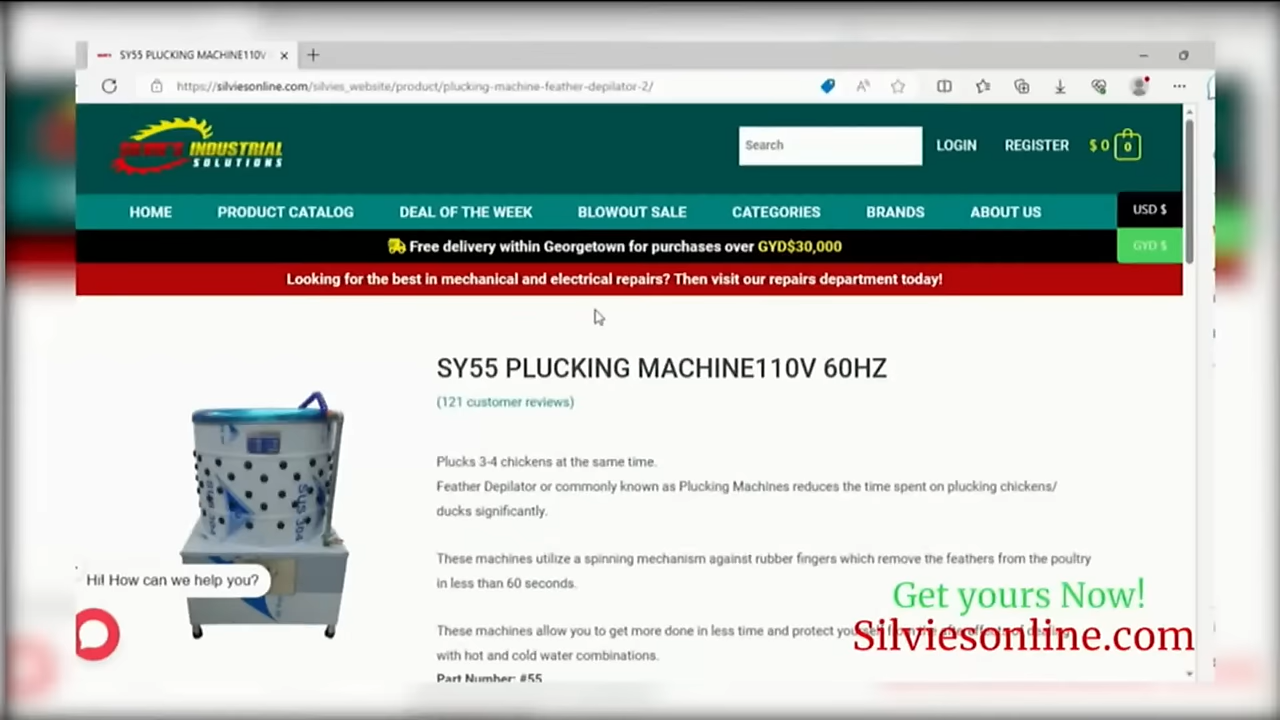 SY55 PLUCKING MACHINE110V
https://silviesonline.com/silvies_website/product/plucking-machine-feather-depilator-2/
INDUSTRIAL
SOLUTIONS
Search
LOGIN
REGISTER
$ 0
0
HOME
PRODUCT CATALOG
DEAL OF THE WEEK
BLOWOUT SALE
CATEGORIES
BRANDS
ABOUT US
USD $
GYD $
Free delivery within Georgetown for purchases over GYD$30,000
Looking for the best in mechanical and electrical repairs? Then visit our repairs department today!
SY55 PLUCKING MACHINE110V 60HZ
(121 customer reviews)
Plucks 3-4 chickens at the same time.
Feather Depilator or commonly known as Plucking Machines reduces the time spent on plucking chickens/
ducks significantly.
These machines utilize a spinning mechanism against rubber fingers which remove the feathers from the poultry
in less than 60 seconds.
These machines allow you to get more done in less time and protect
with hot and cold water combinations.
Part Number: #55
SUS 304
Hi! How can we help you?
Get yours Now!
Silviesonline.com